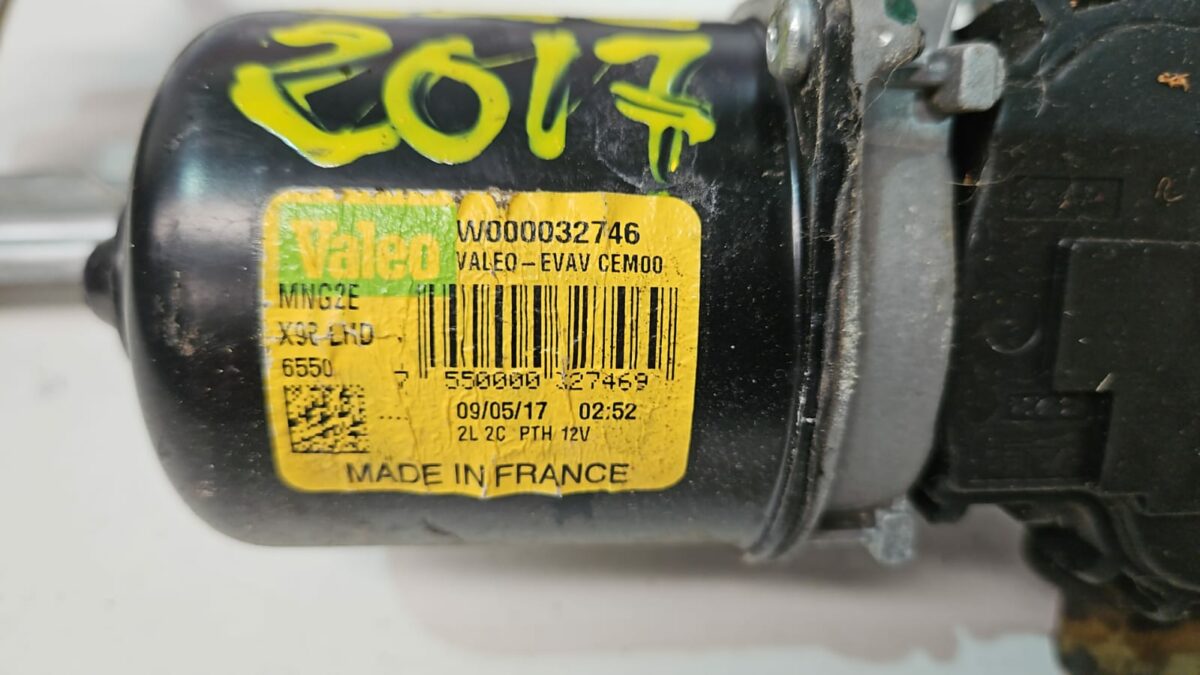 2017
Valeo
W000032746
VALEO-EVAV CEM00
MNG2E
6550
7 550000 327469
09/05/17 02:52
2L 2C PTH 12V
MADE IN FRANCE